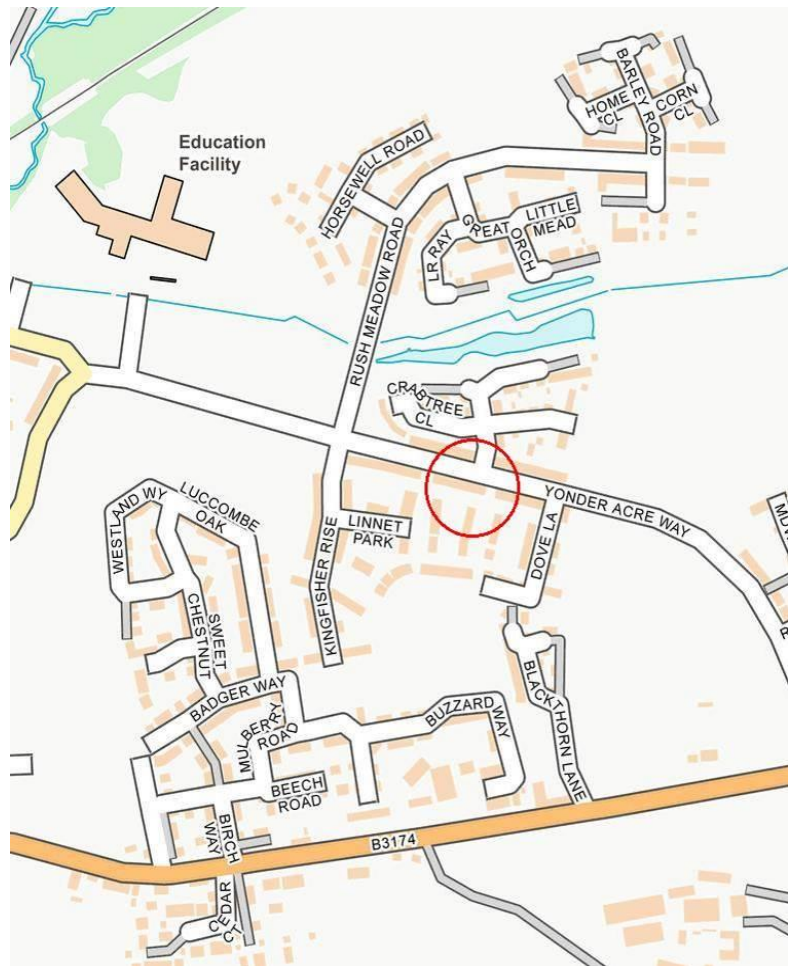 BARLEY ROAD
HOME
CL
CORN
CL
Education
Facility
HORSEWELL ROAD
LITTLE
MEAD
GREAT
ORCH
LR RAY
RUSH MEADOW ROAD
CRABTREE
CL
YONDER ACRE WAY
LUCCOMBE
OAK
WESTLAND WY
LINNET
PARK
DOVE LA
KINGFISHER RISE
SWEET
CHESTNUT
BLACKTHORN LANE
BADGER WAY
MULBERRY
ROAD
BUZZARD
WAY
BEECH
ROAD
BIRCH
WAY
B3174
CEDAR
CT